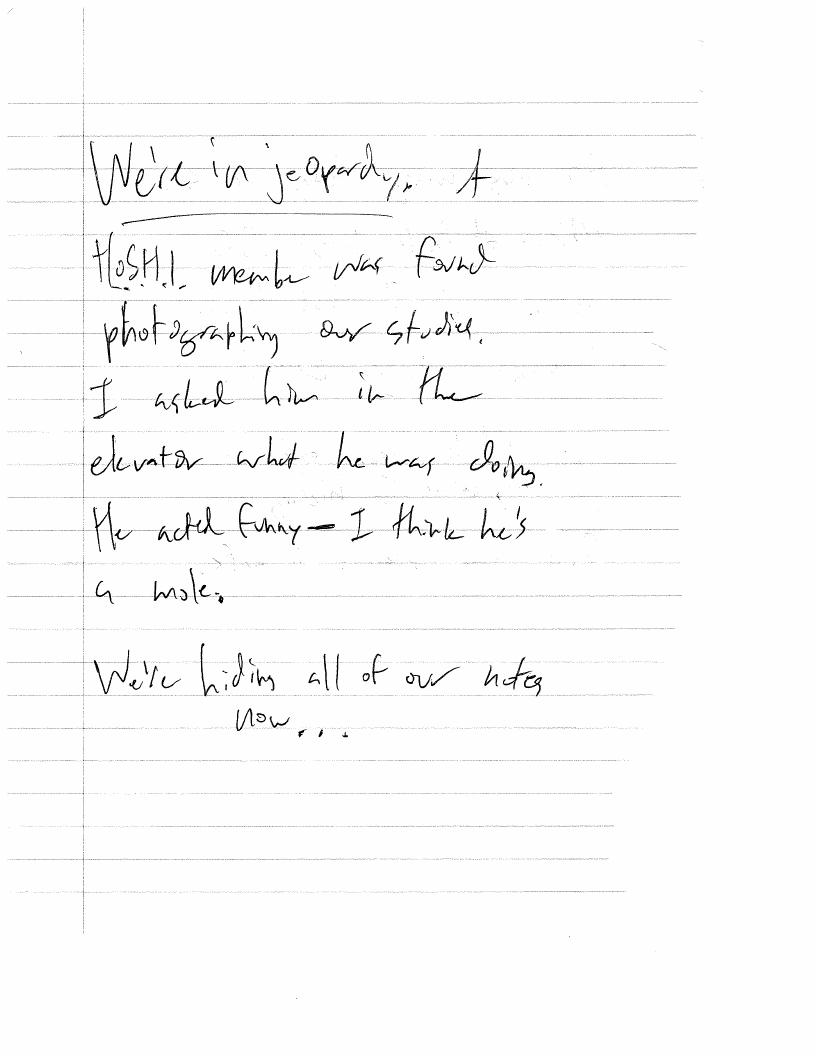 We're in jeopardy. A
H.o.S.H.I. member was found
photographing our studies.
I asked him in the
elevator what he was doing.
He acted funny — I think he's
a mole.
We're hiding all of our notes
now...